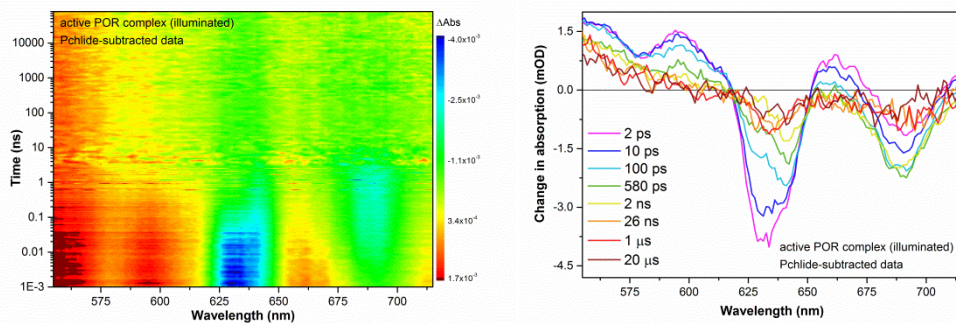 active POR complex (illuminated)
Pchlide-subtracted data
ΔAbs
-4.0x10⁻³
-2.5x10⁻³
-1.1x10⁻³
3.4x10⁻⁴
1.7x10⁻³
Time (ns)
10000
1000
100
10
1
0.1
0.01
1E-3
575
600
625
650
675
700
Wavelength (nm)
Change in absorption (mOD)
1.5
0.0
-1.5
-3.0
-4.5
2 ps
10 ps
100 ps
580 ps
2 ns
26 ns
1 μs
20 μs
active POR complex (illuminated)
Pchlide-subtracted data
575
600
625
650
675
700
Wavelength (nm)